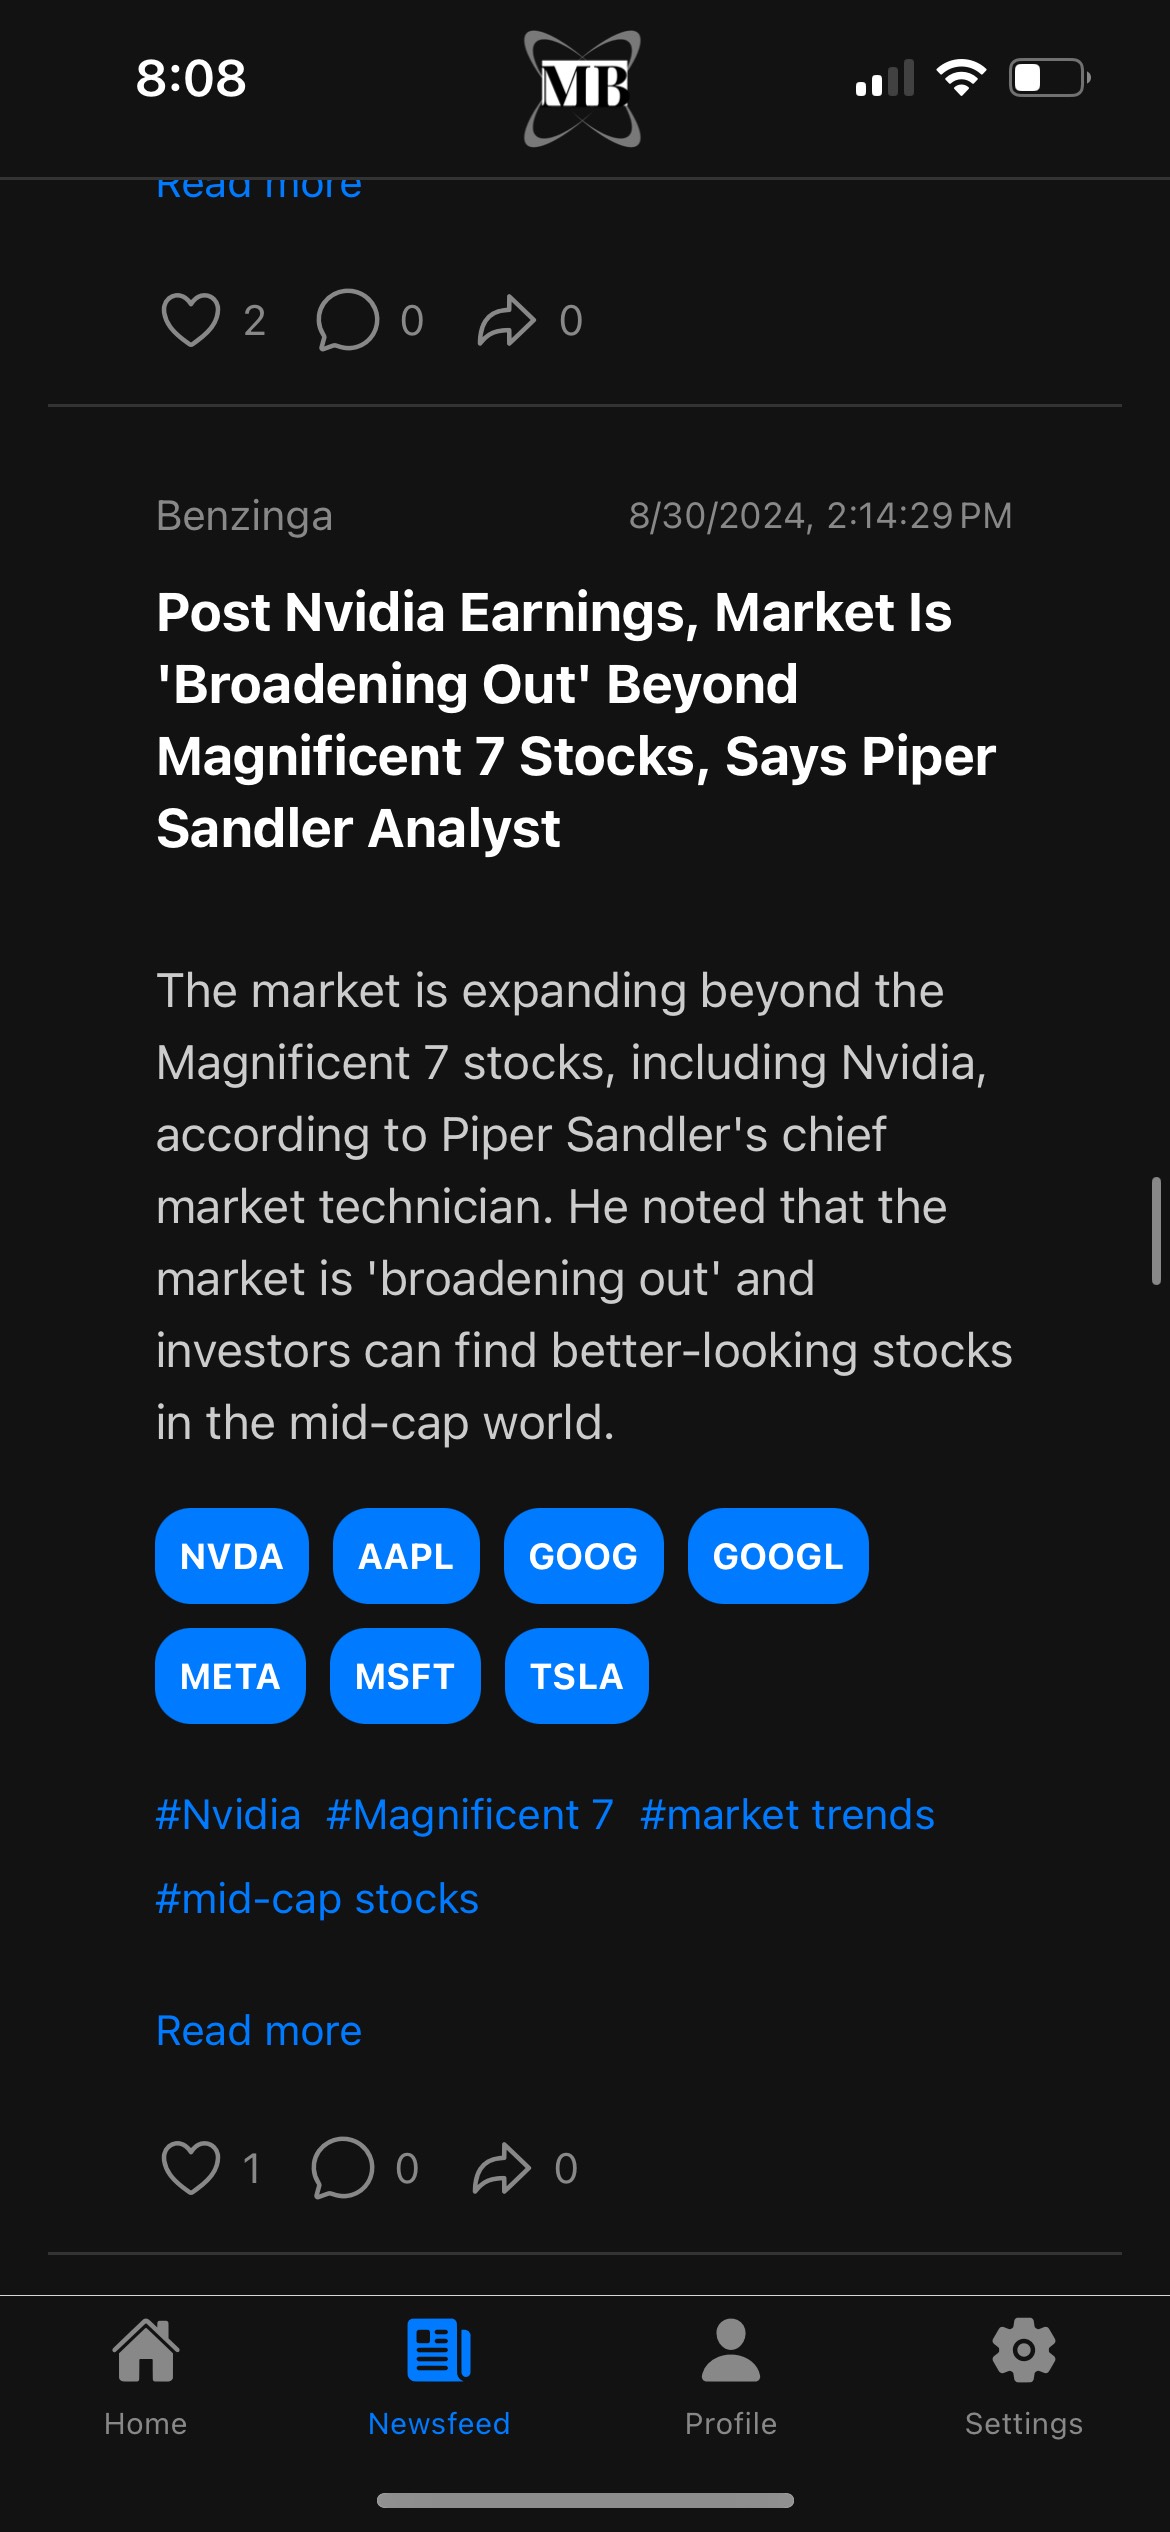 8:08
MB
Read more
2 0 0
Benzinga 8/30/2024, 2:14:29 PM
Post Nvidia Earnings, Market Is
'Broadening Out' Beyond
Magnificent 7 Stocks, Says Piper
Sandler Analyst
The market is expanding beyond the
Magnificent 7 stocks, including Nvidia,
according to Piper Sandler's chief
market technician. He noted that the
market is 'broadening out' and
investors can find better-looking stocks
in the mid-cap world.
NVDA AAPL GOOG GOOGL
META MSFT TSLA
#Nvidia #Magnificent 7 #market trends
#mid-cap stocks
Read more
1 0 0
Home Newsfeed Profile Settings